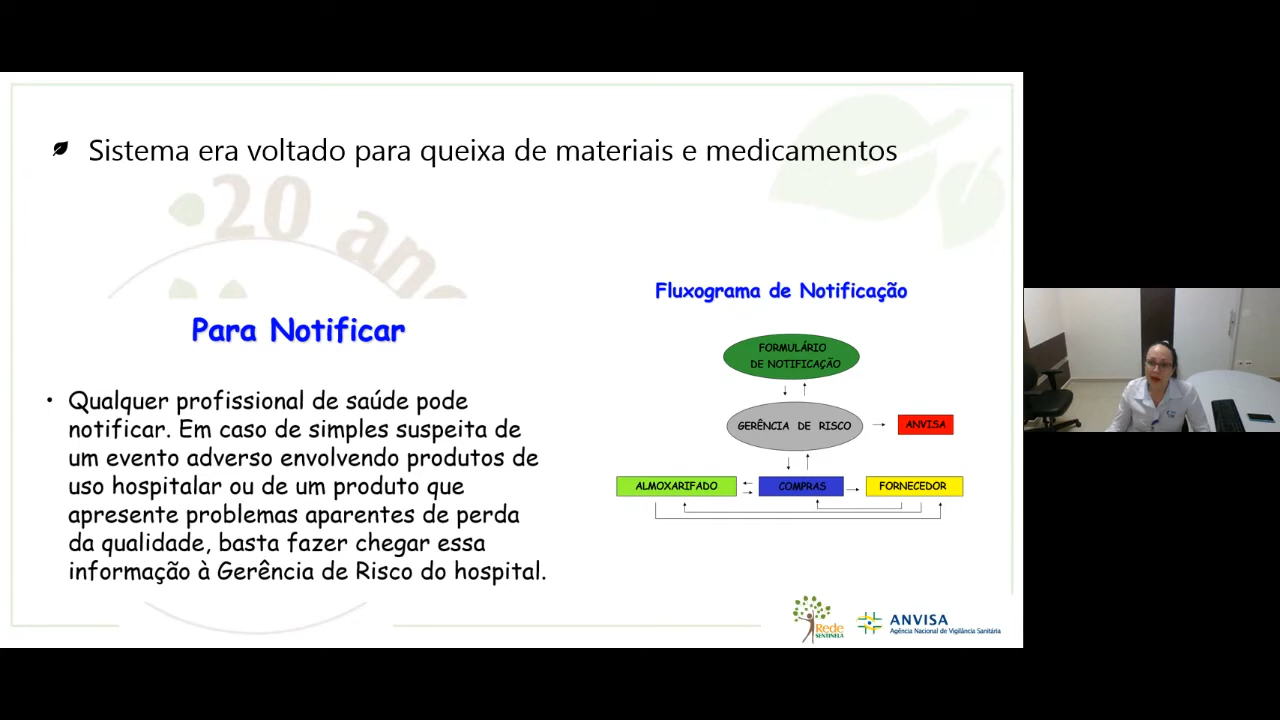 Sistema era voltado para queixa de materiais e medicamentos
20 ano
Para Notificar
• Qualquer profissional de saúde pode
notificar. Em caso de simples suspeita de
um evento adverso envolvendo produtos de
uso hospitalar ou de um produto que
apresente problemas aparentes de perda
da qualidade, basta fazer chegar essa
informação à Gerência de Risco do hospital.
Fluxograma de Notificação
FORMULÁRIO
DE NOTIFICAÇÃO
GERÊNCIA DE RISCO
ANVISA
ALMOXARIFADO
COMPRAS
FORNECEDOR
Rede
SENTINELA
ANVISA
Agência Nacional de Vigilância Sanitária